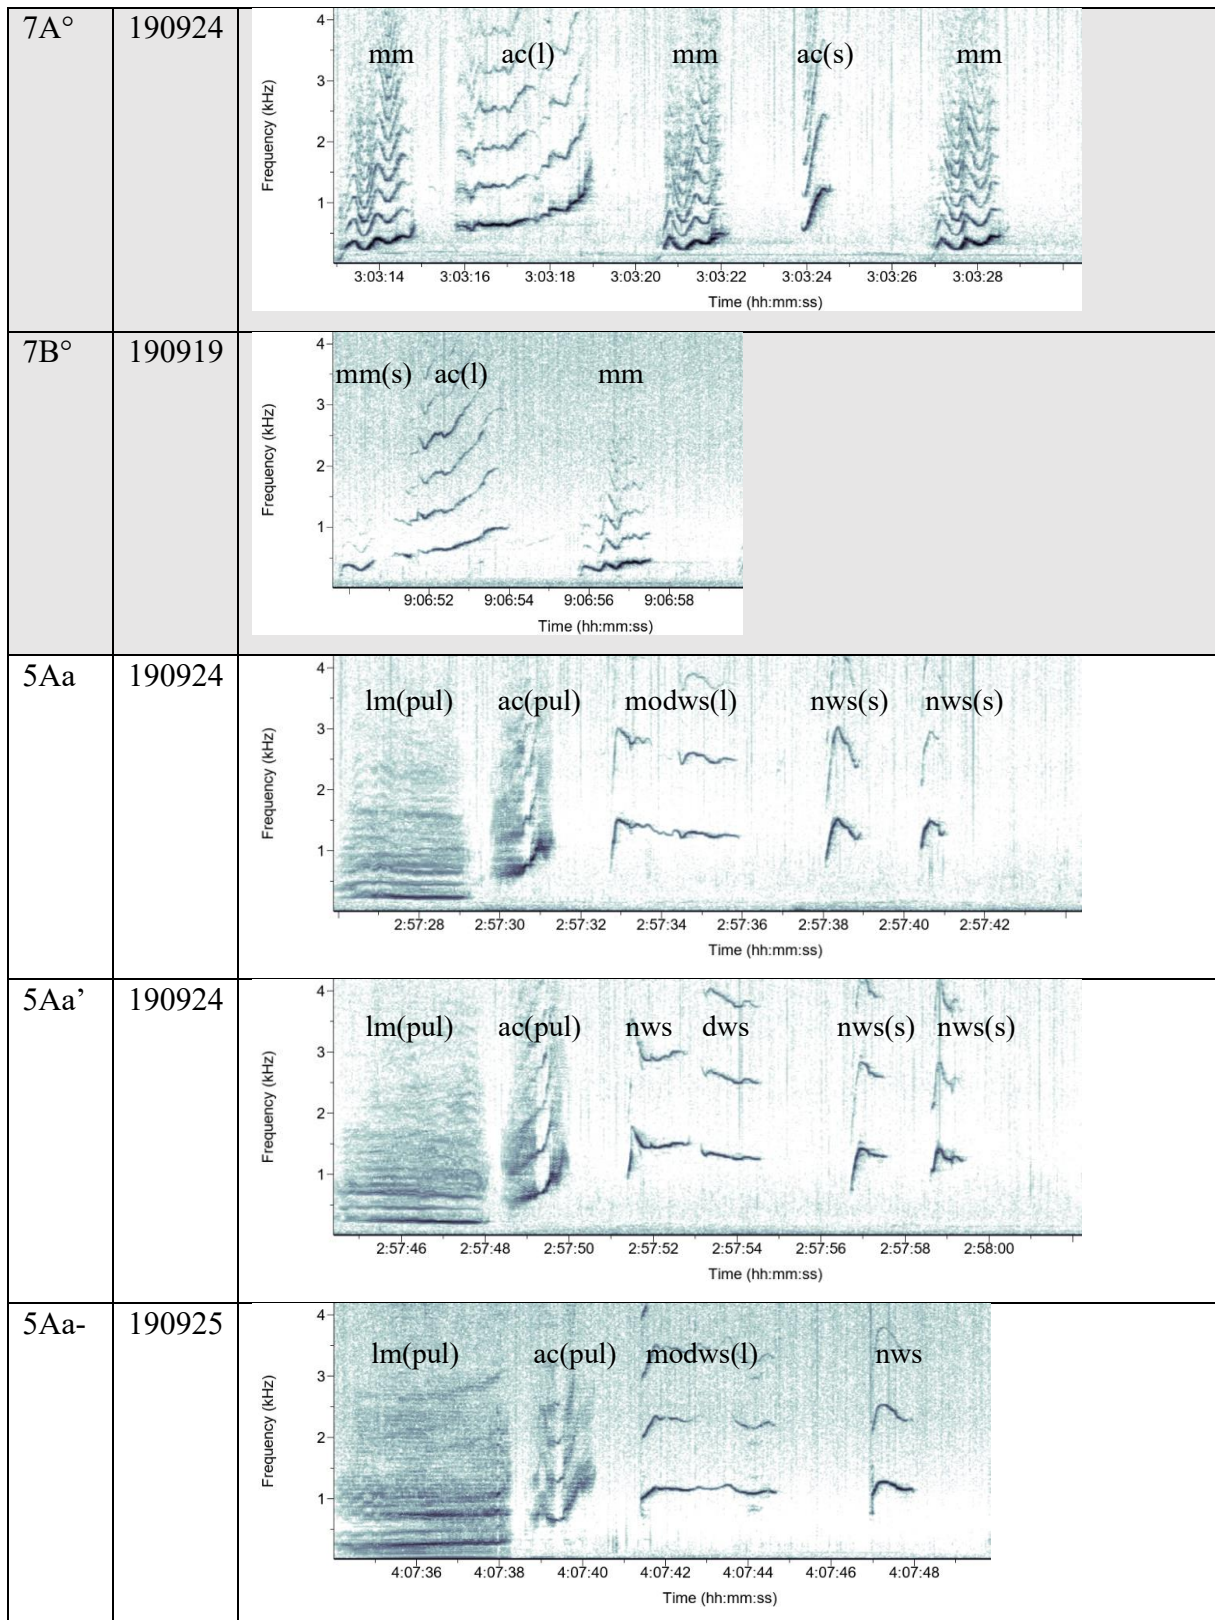 7A° 190924
mm ac(l) mm ac(s) mm
Frequency (kHz)
4
3
2
1
3:03:14 3:03:16 3:03:18 3:03:20 3:03:22 3:03:24 3:03:26 3:03:28
Time (hh:mm:ss)
7B° 190919
mm(s) ac(l) mm
Frequency (kHz)
4
3
2
1
9:06:52 9:06:54 9:06:56 9:06:58
Time (hh:mm:ss)
5Aa 190924
lm(pul) ac(pul) modws(l) nws(s) nws(s)
Frequency (kHz)
4
3
2
1
2:57:28 2:57:30 2:57:32 2:57:34 2:57:36 2:57:38 2:57:40 2:57:42
Time (hh:mm:ss)
5Aa’ 190924
lm(pul) ac(pul) nws dws nws(s) nws(s)
Frequency (kHz)
4
3
2
1
2:57:46 2:57:48 2:57:50 2:57:52 2:57:54 2:57:56 2:57:58 2:58:00
Time (hh:mm:ss)
5Aa- 190925
lm(pul) ac(pul) modws(l) nws
Frequency (kHz)
4
3
2
1
4:07:36 4:07:38 4:07:40 4:07:42 4:07:44 4:07:46 4:07:48
Time (hh:mm:ss)